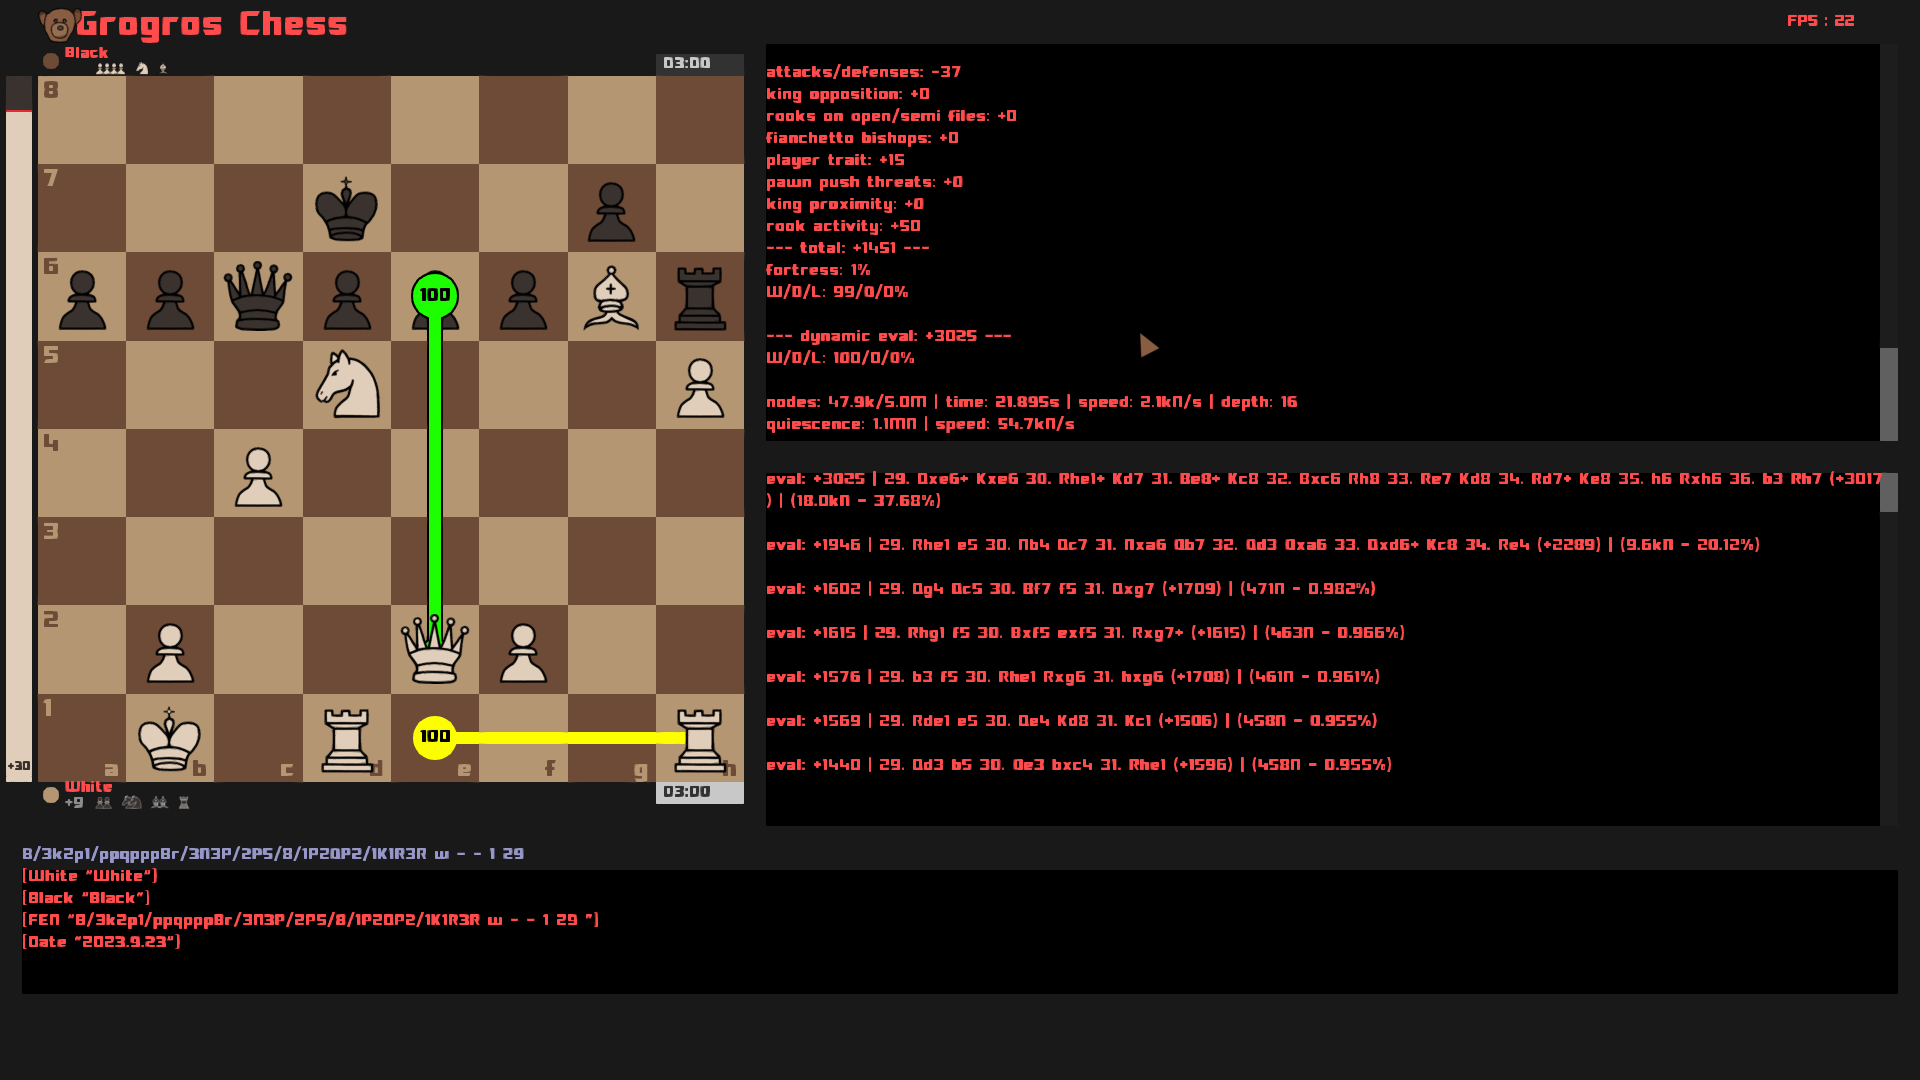 Grogros Chess
FPS : 22
Black
03:00
8
7
6
5
4
3
2
1
a b c d e f g h
100
100
+30
White
+9
03:00
attacks/defenses: -37
king opposition: +0
rooks on open/semi files: +0
fianchetto bishops: +0
player trait: +15
pawn push threats: +0
king proximity: +0
rook activity: +50
--- total: +1451 ---
fortress: 1%
W/D/L: 99/0/0%
--- dynamic eval: +3025 ---
W/D/L: 100/0/0%
nodes: 47.9k/5.0M | time: 21.895s | speed: 2.1kN/s | depth: 16
quiescence: 1.1MN | speed: 54.7kN/s
eval: +3025 | 29. Qxe6+ Kxe6 30. Rhe1+ Kd7 31. Be8+ Kc8 32. Bxc6 Rh8 33. Re7 Kd8 34. Rd7+ Ke8 35. h6 Rxh6 36. b3 Rh7 (+3017
) | (18.0kN - 37.68%)
eval: +1946 | 29. Rhe1 e5 30. Nb4 Qc7 31. Nxa6 Qb7 32. Qd3 Qxa6 33. Qxd6+ Kc8 34. Re4 (+2289) | (9.6kN - 20.12%)
eval: +1602 | 29. Qg4 Qc5 30. Bf7 f5 31. Qxg7 (+1709) | (471N - 0.982%)
eval: +1615 | 29. Rhg1 f5 30. Bxf5 exf5 31. Rxg7+ (+1615) | (463N - 0.966%)
eval: +1576 | 29. b3 f5 30. Rhe1 Rxg6 31. hxg6 (+1708) | (461N - 0.961%)
eval: +1569 | 29. Rde1 e5 30. Qe4 Kd8 31. Kc1 (+1506) | (458N - 0.955%)
eval: +1440 | 29. Qd3 b5 30. Qe3 bxc4 31. Rhe1 (+1596) | (458N - 0.955%)
8/3k2p1/ppqpppBr/3N3P/2P5/8/1P2QP2/1K1R3R w - - 1 29
[White "White"]
[Black "Black"]
[FEN "8/3k2p1/ppqpppBr/3N3P/2P5/8/1P2QP2/1K1R3R w - - 1 29 "]
[Date "2023.9.23"]